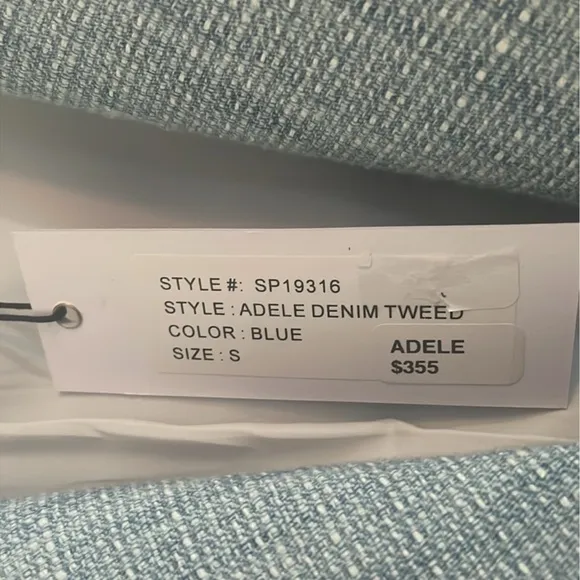 STYLE #: SP19316
STYLE : ADELE DENIM TWEED
COLOR : BLUE
SIZE : S
ADELE
$355